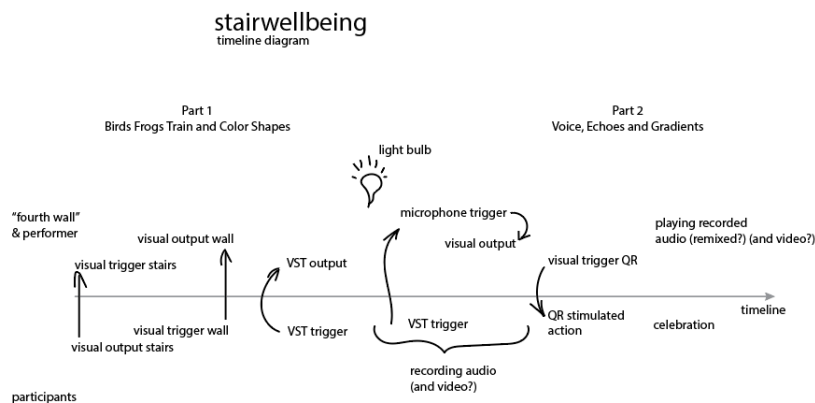 stairwellbeing
timeline diagram
Part 1
Birds Frogs Train and Color Shapes
Part 2
Voice, Echoes and Gradients
light bulb
"fourth wall"
& performer
visual output wall
visual trigger stairs
VST output
microphone trigger
visual output
visual trigger QR
playing recorded
audio (remixed?) (and video?)
timeline
visual trigger wall
visual output stairs
VST trigger
VST trigger
QR stimulated
action
celebration
recording audio
(and video?)
participants